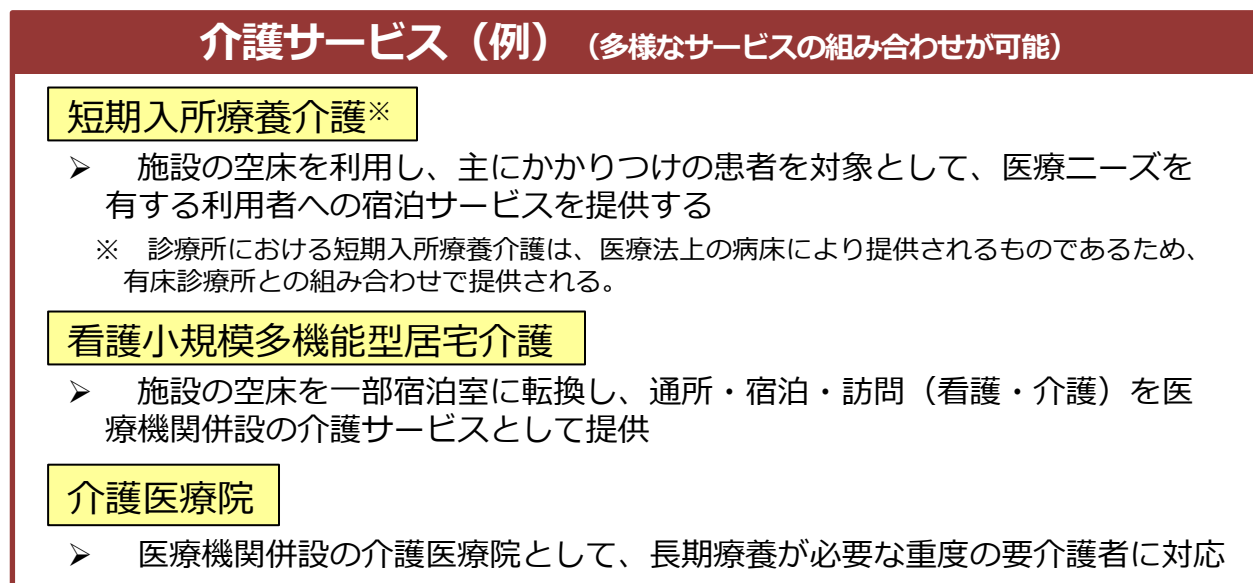 介護サービス（例）（多様なサービスの組み合わせが可能）
短期入所療養介護※
➢ 施設の空床を利用し、主にかかりつけの患者を対象として、医療ニーズを
有する利用者への宿泊サービスを提供する
※ 診療所における短期入所療養介護は、医療法上の病床により提供されるものであるため、
有床診療所との組み合わせで提供される。
看護小規模多機能型居宅介護
➢ 施設の空床を一部宿泊室に転換し、通所・宿泊・訪問（看護・介護）を医
療機関併設の介護サービスとして提供
介護医療院
➢ 医療機関併設の介護医療院として、長期療養が必要な重度の要介護者に対応